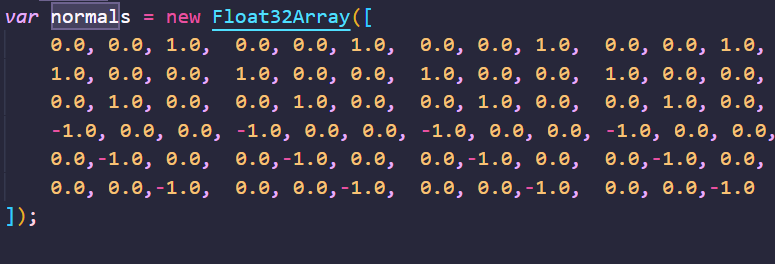 var normals = new Float32Array([
0.0, 0.0, 1.0, 0.0, 0.0, 1.0, 0.0, 0.0, 1.0, 0.0, 0.0, 1.0,
1.0, 0.0, 0.0, 1.0, 0.0, 0.0, 1.0, 0.0, 0.0, 1.0, 0.0, 0.0,
0.0, 1.0, 0.0, 0.0, 1.0, 0.0, 0.0, 1.0, 0.0, 0.0, 1.0, 0.0,
-1.0, 0.0, 0.0, -1.0, 0.0, 0.0, -1.0, 0.0, 0.0, -1.0, 0.0, 0.0,
0.0,-1.0, 0.0, 0.0,-1.0, 0.0, 0.0,-1.0, 0.0, 0.0,-1.0, 0.0,
0.0, 0.0,-1.0, 0.0, 0.0,-1.0, 0.0, 0.0,-1.0, 0.0, 0.0,-1.0
]);